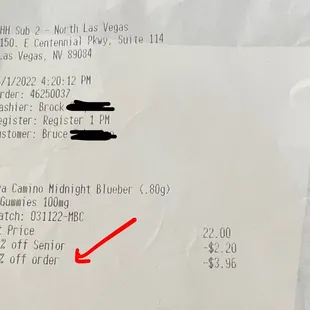 HH Sub 2 - North Las Vegas
150. E Centennial Pkwy, Suite 114
Las Vegas, NV 89084
/1/2022 4:20:12 PM
rder: 46250037
ashier: Brock
egister: Register 1 PM
ustomer: Bruce
va Camino Midnight Blueber (.80g)
Gummies 100mg
atch: 031122-MBC
Price 22.00
% off Senior -$2.20
% off order -$3.96